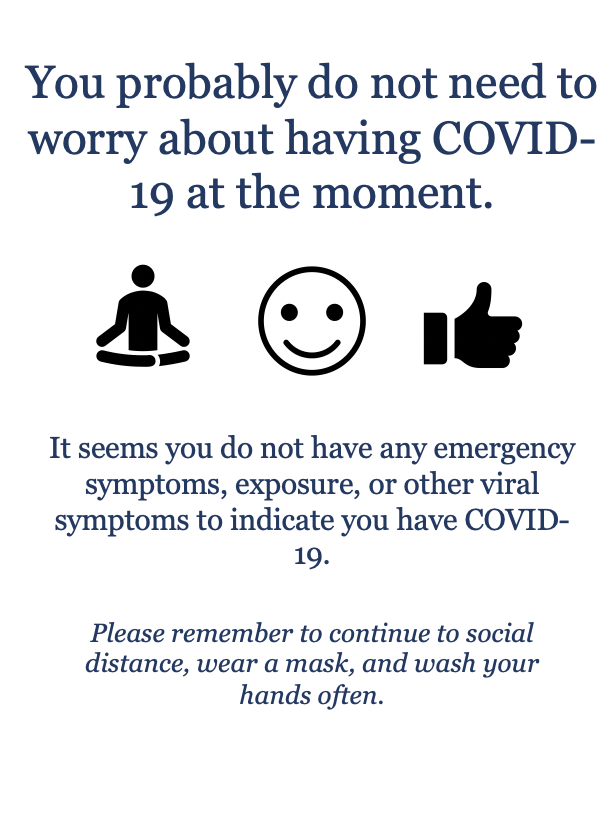 You probably do not need to
worry about having COVID-
19 at the moment.
It seems you do not have any emergency
symptoms, exposure, or other viral
symptoms to indicate you have COVID-
19.
Please remember to continue to social
distance, wear a mask, and wash your
hands often.